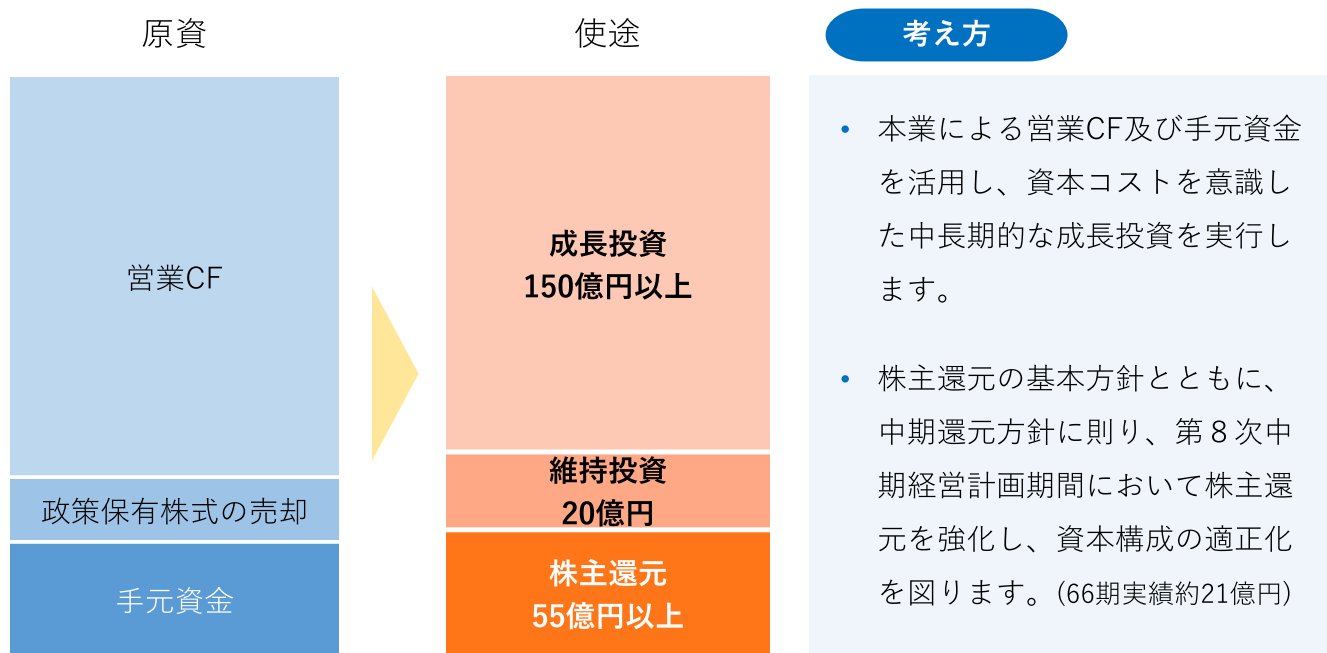 原資
使途
考え方
営業CF
政策保有株式の売却
手元資金
成長投資
150億円以上
維持投資
20億円
株主還元
55億円以上
• 本業による営業CF及び手元資金
を活用し、資本コストを意識し
た中長期的な成長投資を実行し
ます。
• 株主還元の基本方針とともに、
中期還元方針に則り、第８次中
期経営計画期間において株主還
元を強化し、資本構成の適正化
を図ります。(66期実績約21億円)